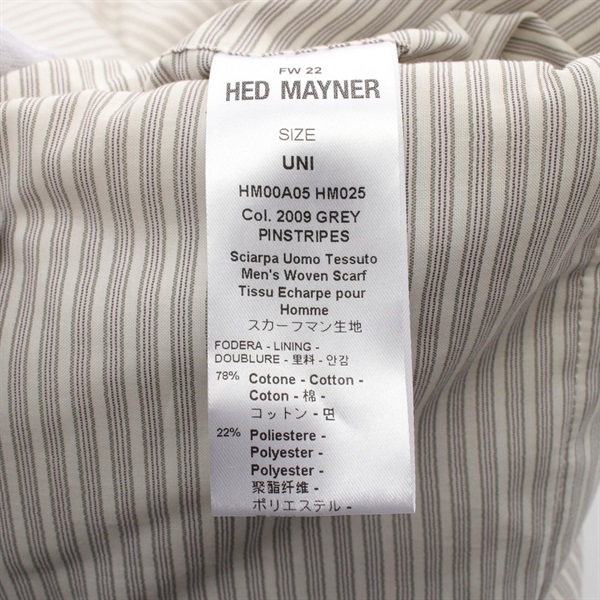 FW 22
HED MAYNER
SIZE
UNI
HM00A05 HM025
Col. 2009 GREY
PINSTRIPES
Sciarpa Uomo Tessuto
Men's Woven Scarf
Tissu Echarpe pour
Homme
スカーフマン生地
FODERA - LINING -
DOUBLURE - 里料 - 안감
78% Cotone - Cotton -
Coton - 棉 -
コットン - 면
22% Poliestere -
Polyester -
Polyester -
聚酯纤维 -
ポリエステル -